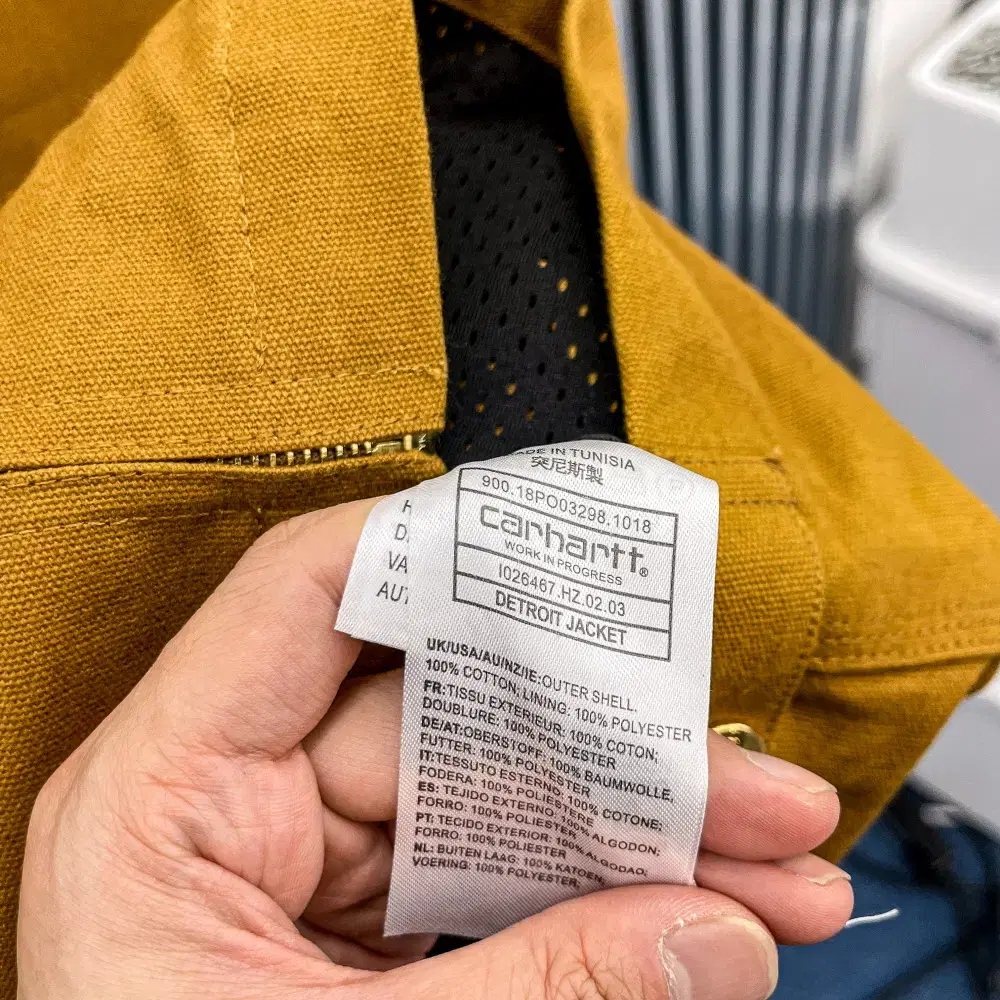 MADE IN TUNISIA
突尼斯製
900.18PO03298.1018
carhartt®
WORK IN PROGRESS
I026467.HZ.02.03
DETROIT JACKET
UK/USA/AU/NZ/IE:OUTER SHELL:
100% COTTON; LINING: 100% POLYESTER
FR:TISSU EXTERIEUR: 100% COTON;
DOUBLURE: 100% POLYESTER
DE/AT:OBERSTOFF: 100% BAUMWOLLE,
FUTTER: 100% POLYESTER
IT:TESSUTO ESTERNO: 100% COTONE;
FODERA: 100% POLIESTERE
ES: TEJIDO EXTERNO: 100% ALGODON;
FORRO: 100% POLIESTER
PT: TECIDO EXTERIOR: 100% ALGODAO;
FORRO: 100% POLIESTER
NL: BUITEN LAAG: 100% KATOEN,
VOERING: 100% POLYESTER;